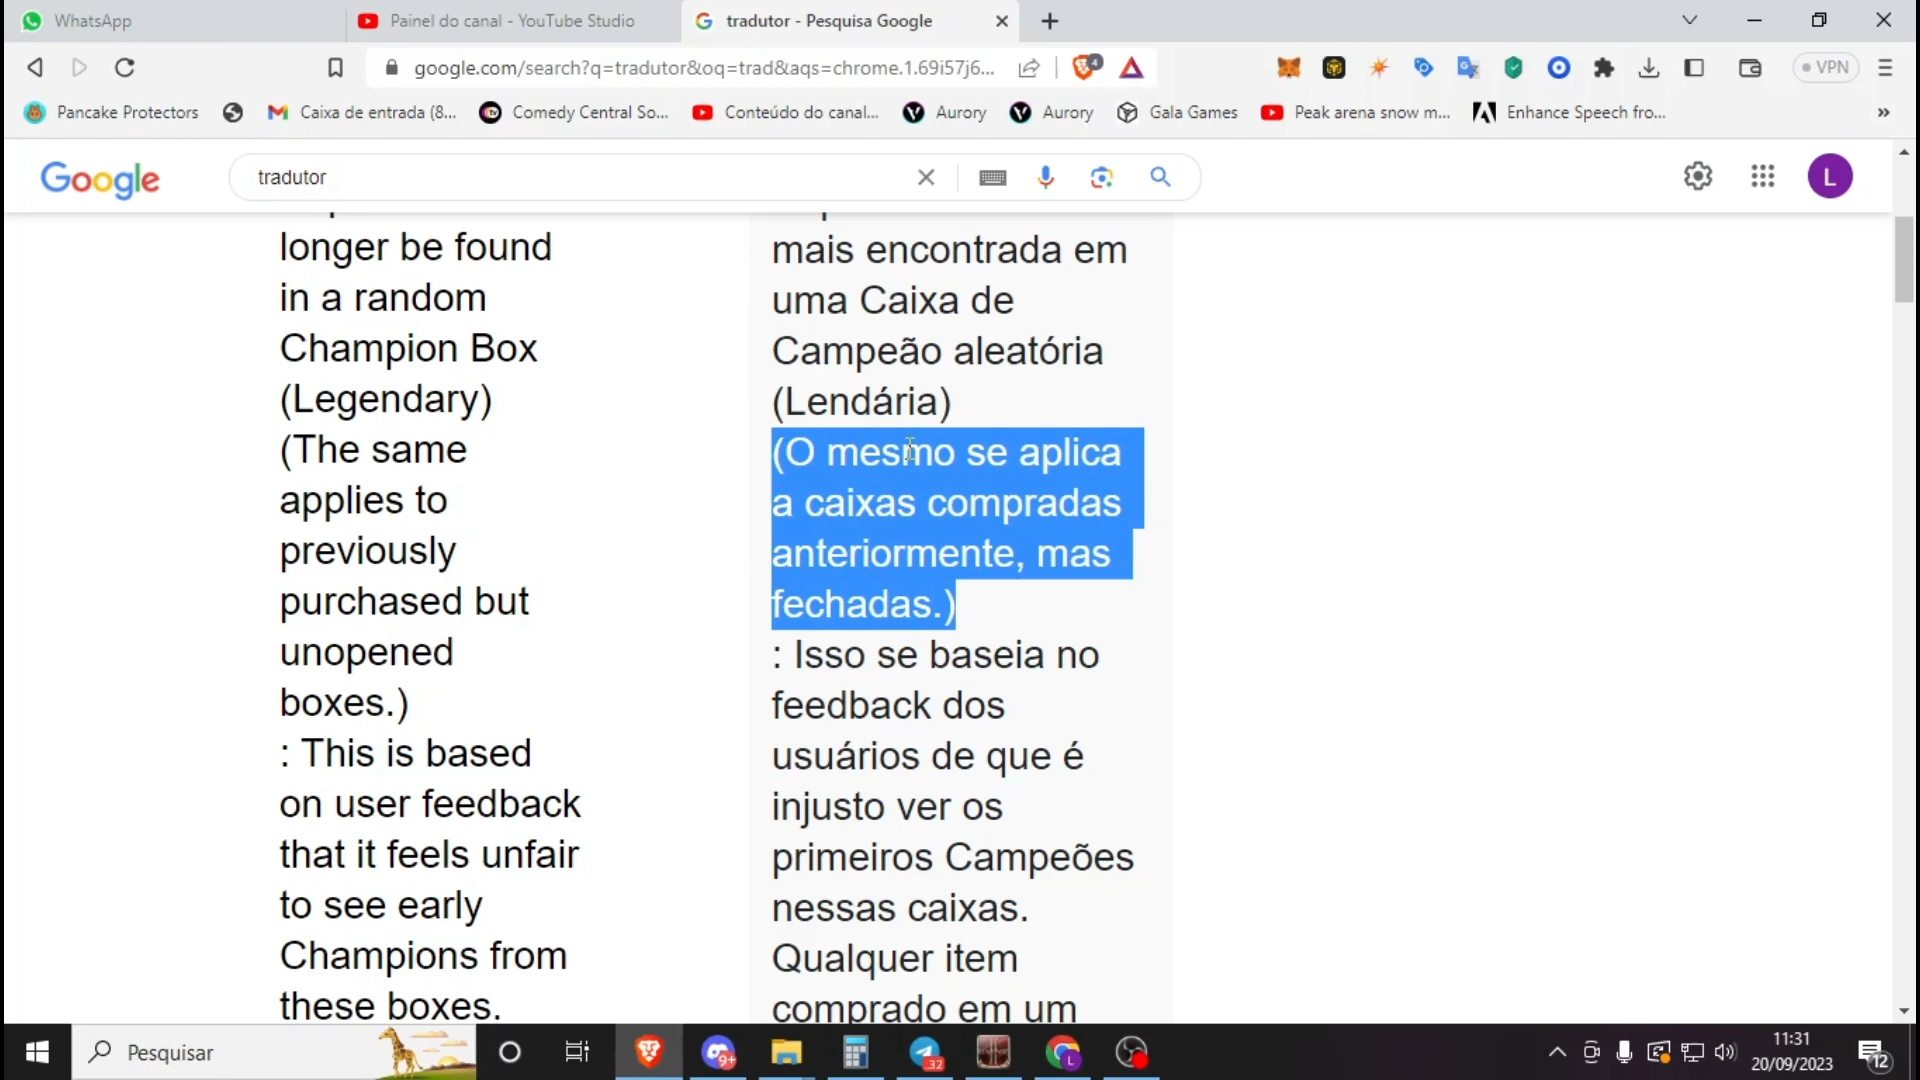 WhatsApp
Painel do canal - YouTube Studio
tradutor - Pesquisa Google
google.com/search?q=tradutor&oq=trad&aqs=chrome.1.69i57j6...
4
VPN
Pancake Protectors
Caixa de entrada (8...
Comedy Central So...
Conteúdo do canal...
Aurory
Aurory
Gala Games
Peak arena snow m...
Enhance Speech fro...
»
Google
tradutor
L
longer be found
in a random
Champion Box
(Legendary)
(The same
applies to
previously
purchased but
unopened
boxes.)
: This is based
on user feedback
that it feels unfair
to see early
Champions from
these boxes.
mais encontrada em
uma Caixa de
Campeão aleatória
(Lendária)
(O mesmo se aplica
a caixas compradas
anteriormente, mas
fechadas.)
: Isso se baseia no
feedback dos
usuários de que é
injusto ver os
primeiros Campeões
nessas caixas.
Qualquer item
comprado em um
Pesquisar
9+
32
L
11:31
20/09/2023
12